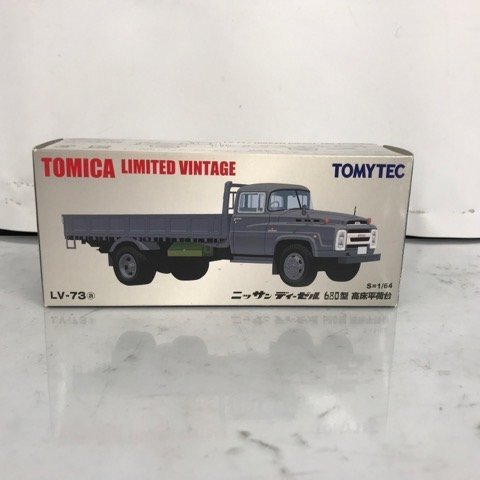 TOMICA LIMITED VINTAGE
TOMYTEC
S=1/64
LV-73ⓐ
ニッサン ディーゼル 680型 高床平荷台